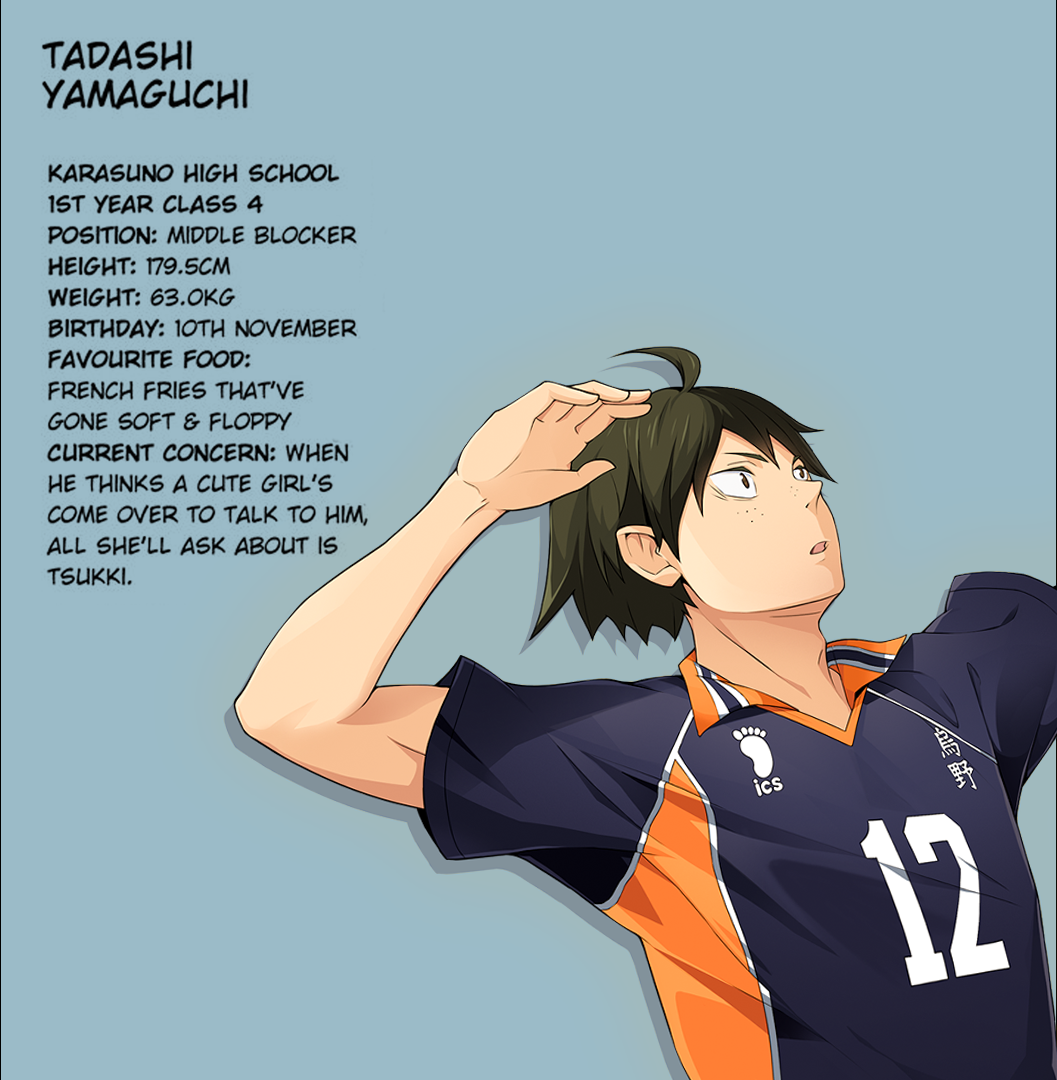 TADASHI
YAMAGUCHI
KARASUNO HIGH SCHOOL
1ST YEAR CLASS 4
POSITION: MIDDLE BLOCKER
HEIGHT: 179.5CM
WEIGHT: 63.0KG
BIRTHDAY: 10TH NOVEMBER
FAVOURITE FOOD:
FRENCH FRIES THAT'VE
GONE SOFT & FLOPPY
CURRENT CONCERN: WHEN
HE THINKS A CUTE GIRL'S
COME OVER TO TALK TO HIM,
ALL SHE'LL ASK ABOUT IS
TSUKKI.
ics
烏野
12